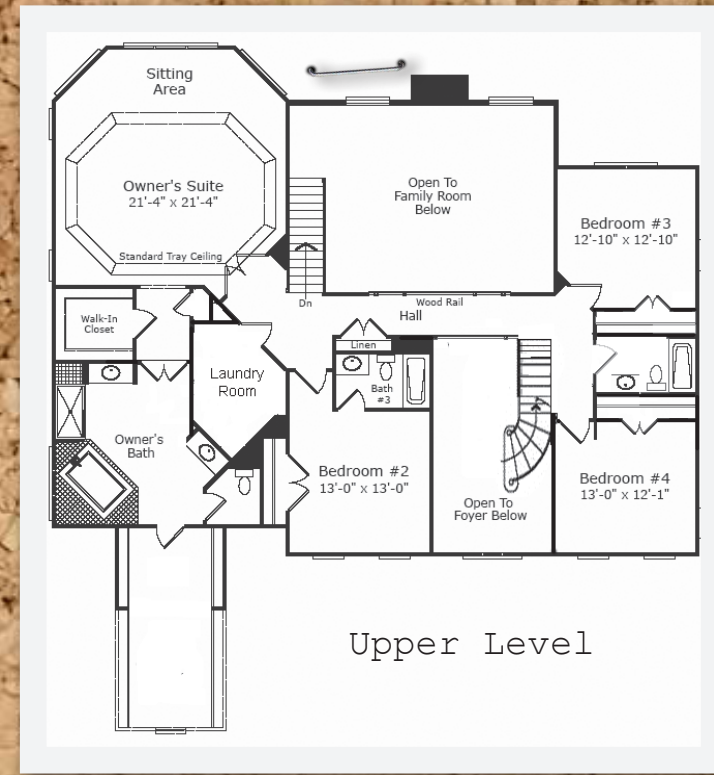 Sitting
Area
Owner's Suite
21'-4" x 21'-4"
Standard Tray Ceiling
Open To
Family Room
Below
Bedroom #3
12'-10" x 12'-10"
Dn
Wood Rail
Hall
Walk-In
Closet
Linen
Laundry
Room
Bath
#3
Owner's
Bath
Bedroom #2
13'-0" x 13'-0"
Open To
Foyer Below
Bedroom #4
13'-0" x 12'-1"
Upper Level